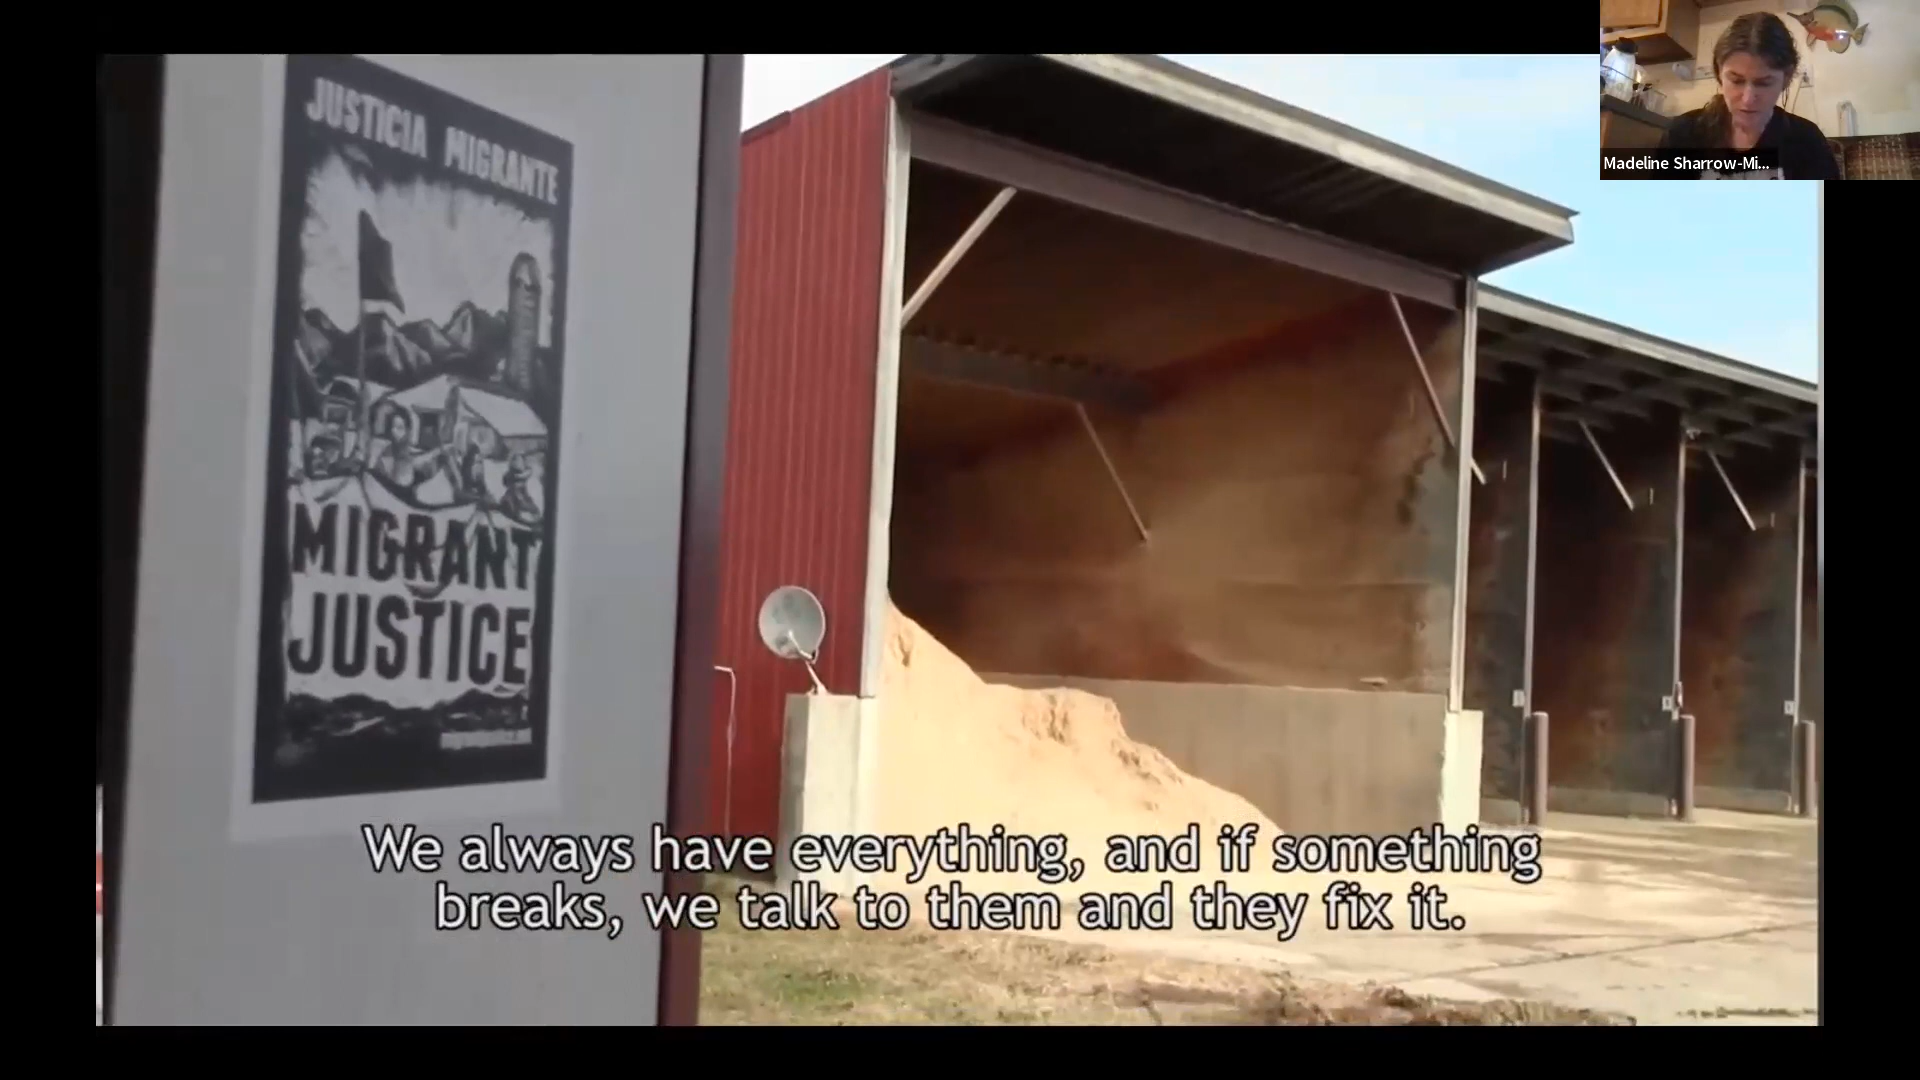 Madeline Sharrow-Mi...
JUSTICIA MIGRANTE
MIGRANT
JUSTICE
We always have everything, and if something
breaks, we talk to them and they fix it.